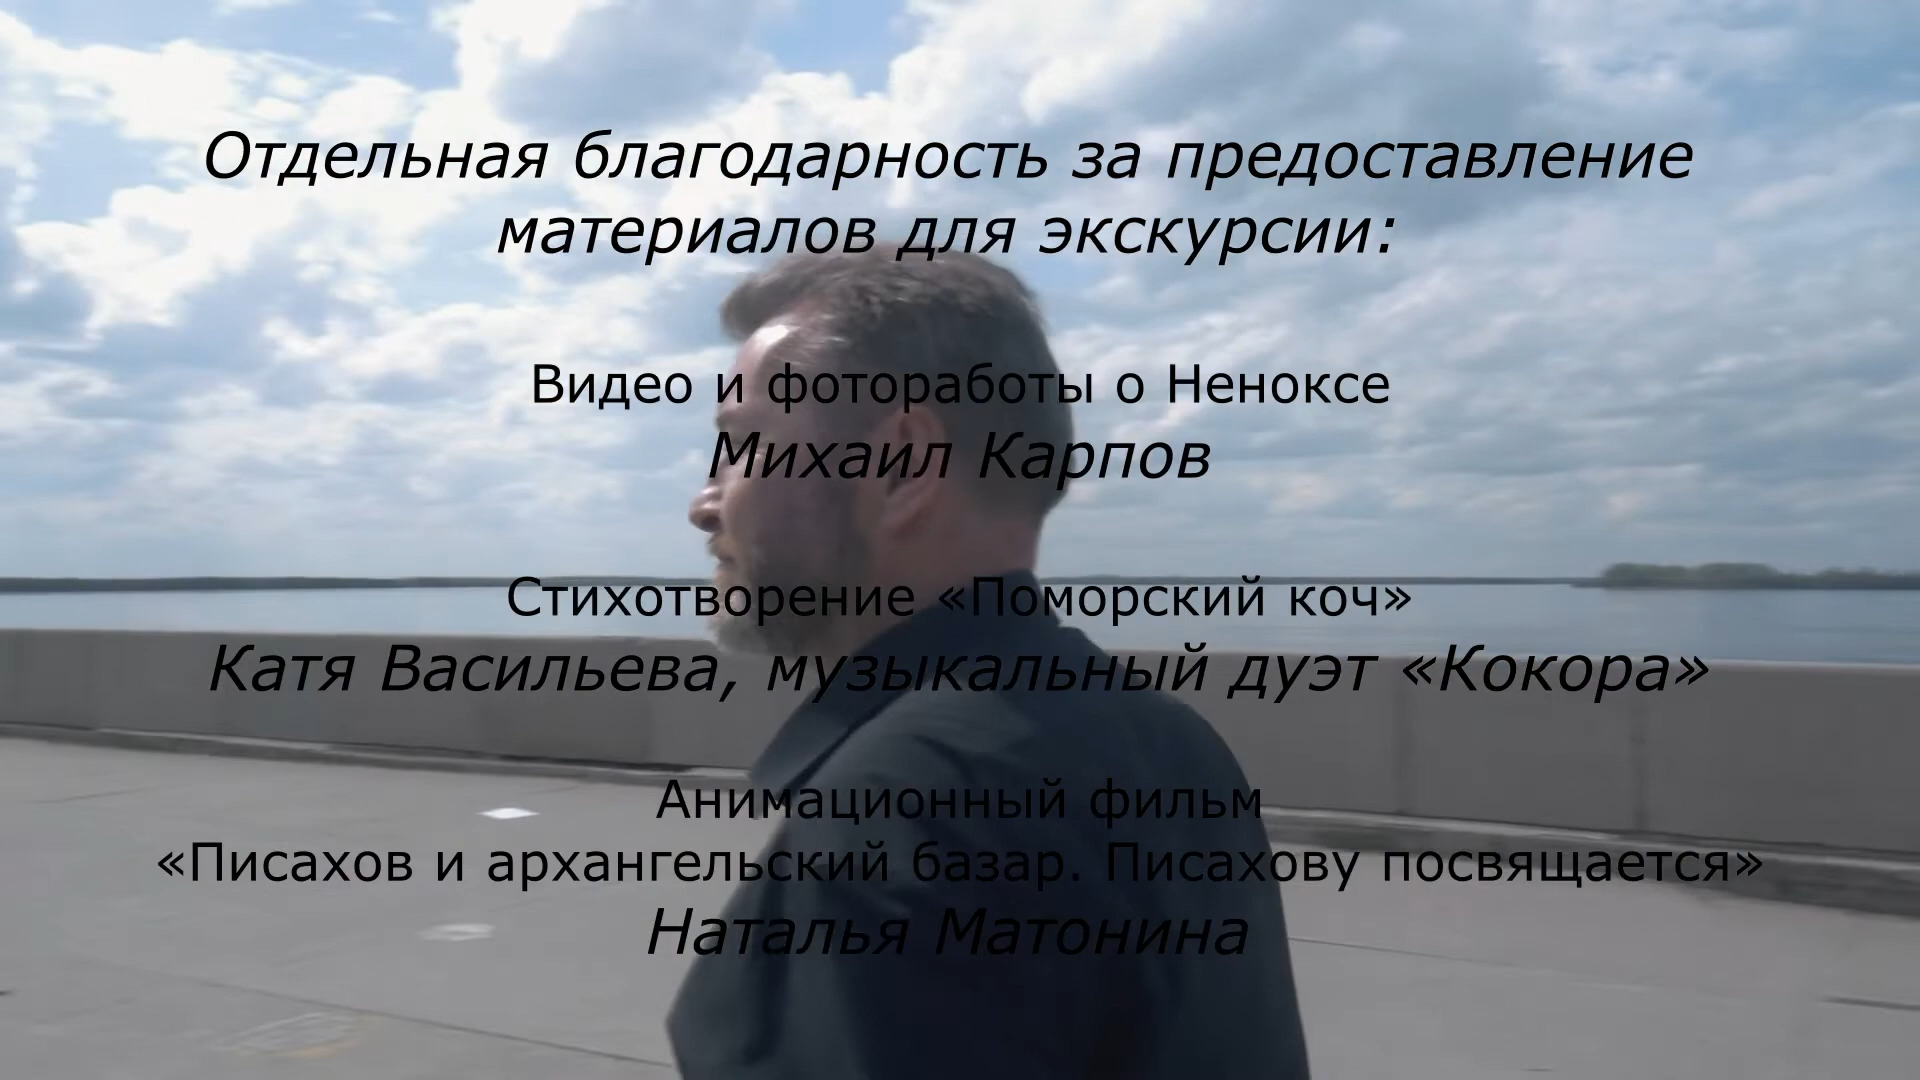 Отдельная благодарность за предоставление
материалов для экскурсии:
Видео и фотоработы о Неноксе
Михаил Карпов
Стихотворение «Поморский коч»
Катя Васильева, музыкальный дуэт «Кокора»
Анимационный фильм
«Писахов и архангельский базар. Писахову посвящается»
Наталья Матонина